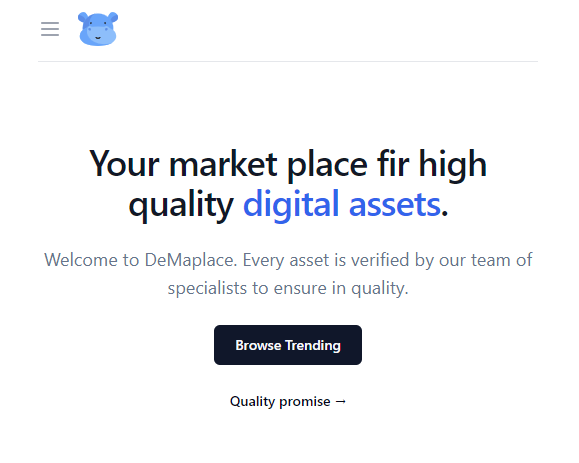 Your market place fir high
quality digital assets.
Welcome to DeMaplace. Every asset is verified by our team of
specialists to ensure in quality.
Browse Trending
Quality promise →